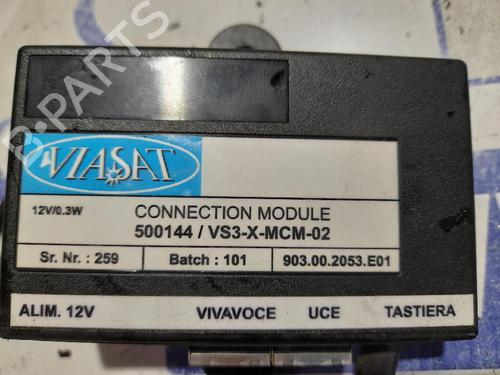 B-PARTS
VIASAT
12V/0.3W
CONNECTION MODULE
500144 / VS3-X-MCM-02
Sr. Nr. : 259
Batch : 101
903.00.2053.E01
ALIM. 12V VIVAVOCE UCE TASTIERA